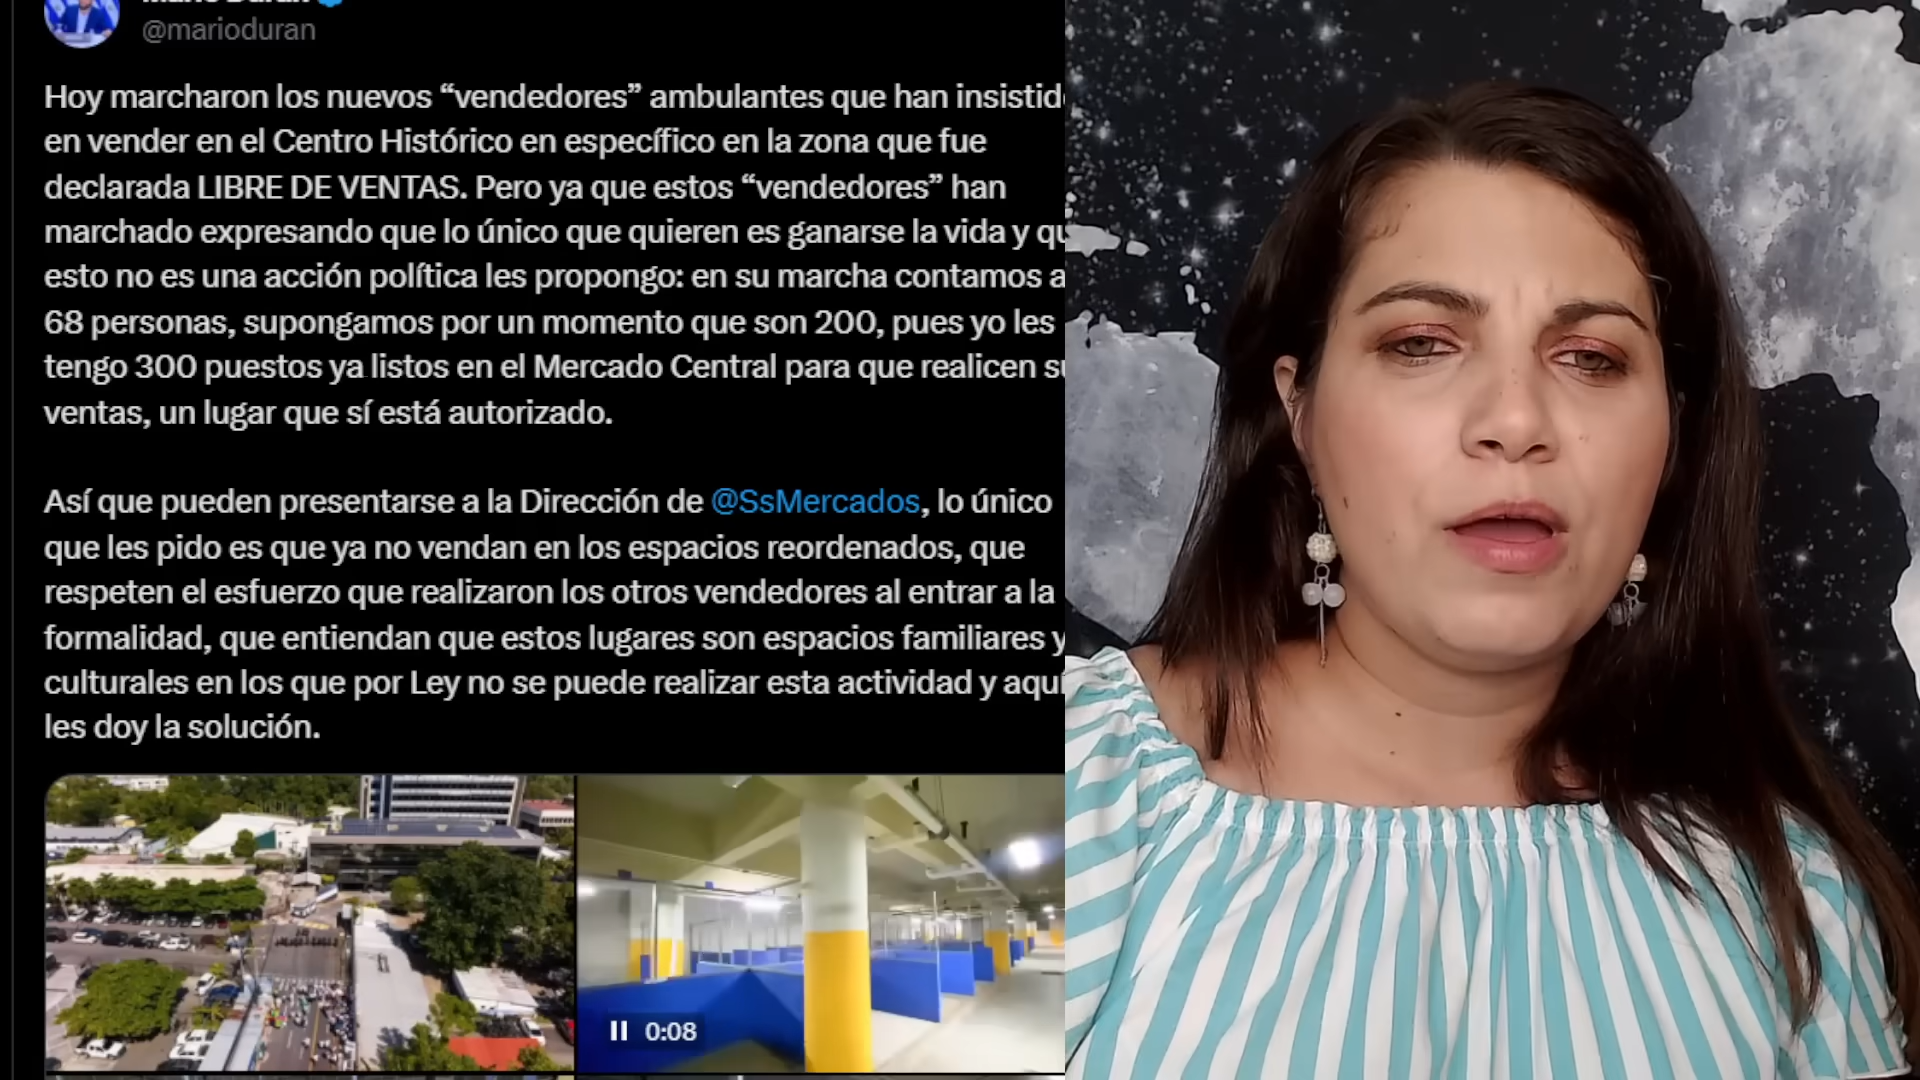 Mario Duran
@marioduran
Hoy marcharon los nuevos “vendedores” ambulantes que han insistid
en vender en el Centro Histórico en específico en la zona que fue
declarada LIBRE DE VENTAS. Pero ya que estos “vendedores” han
marchado expresando que lo único que quieren es ganarse la vida y qu
esto no es una acción política les propongo: en su marcha contamos a
68 personas, supongamos por un momento que son 200, pues yo les
tengo 300 puestos ya listos en el Mercado Central para que realicen su
ventas, un lugar que sí está autorizado.
Así que pueden presentarse a la Dirección de @SsMercados, lo único
que les pido es que ya no vendan en los espacios reordenados, que
respeten el esfuerzo que realizaron los otros vendedores al entrar a la
formalidad, que entiendan que estos lugares son espacios familiares y
culturales en los que por Ley no se puede realizar esta actividad y aquí
les doy la solución.
0:08